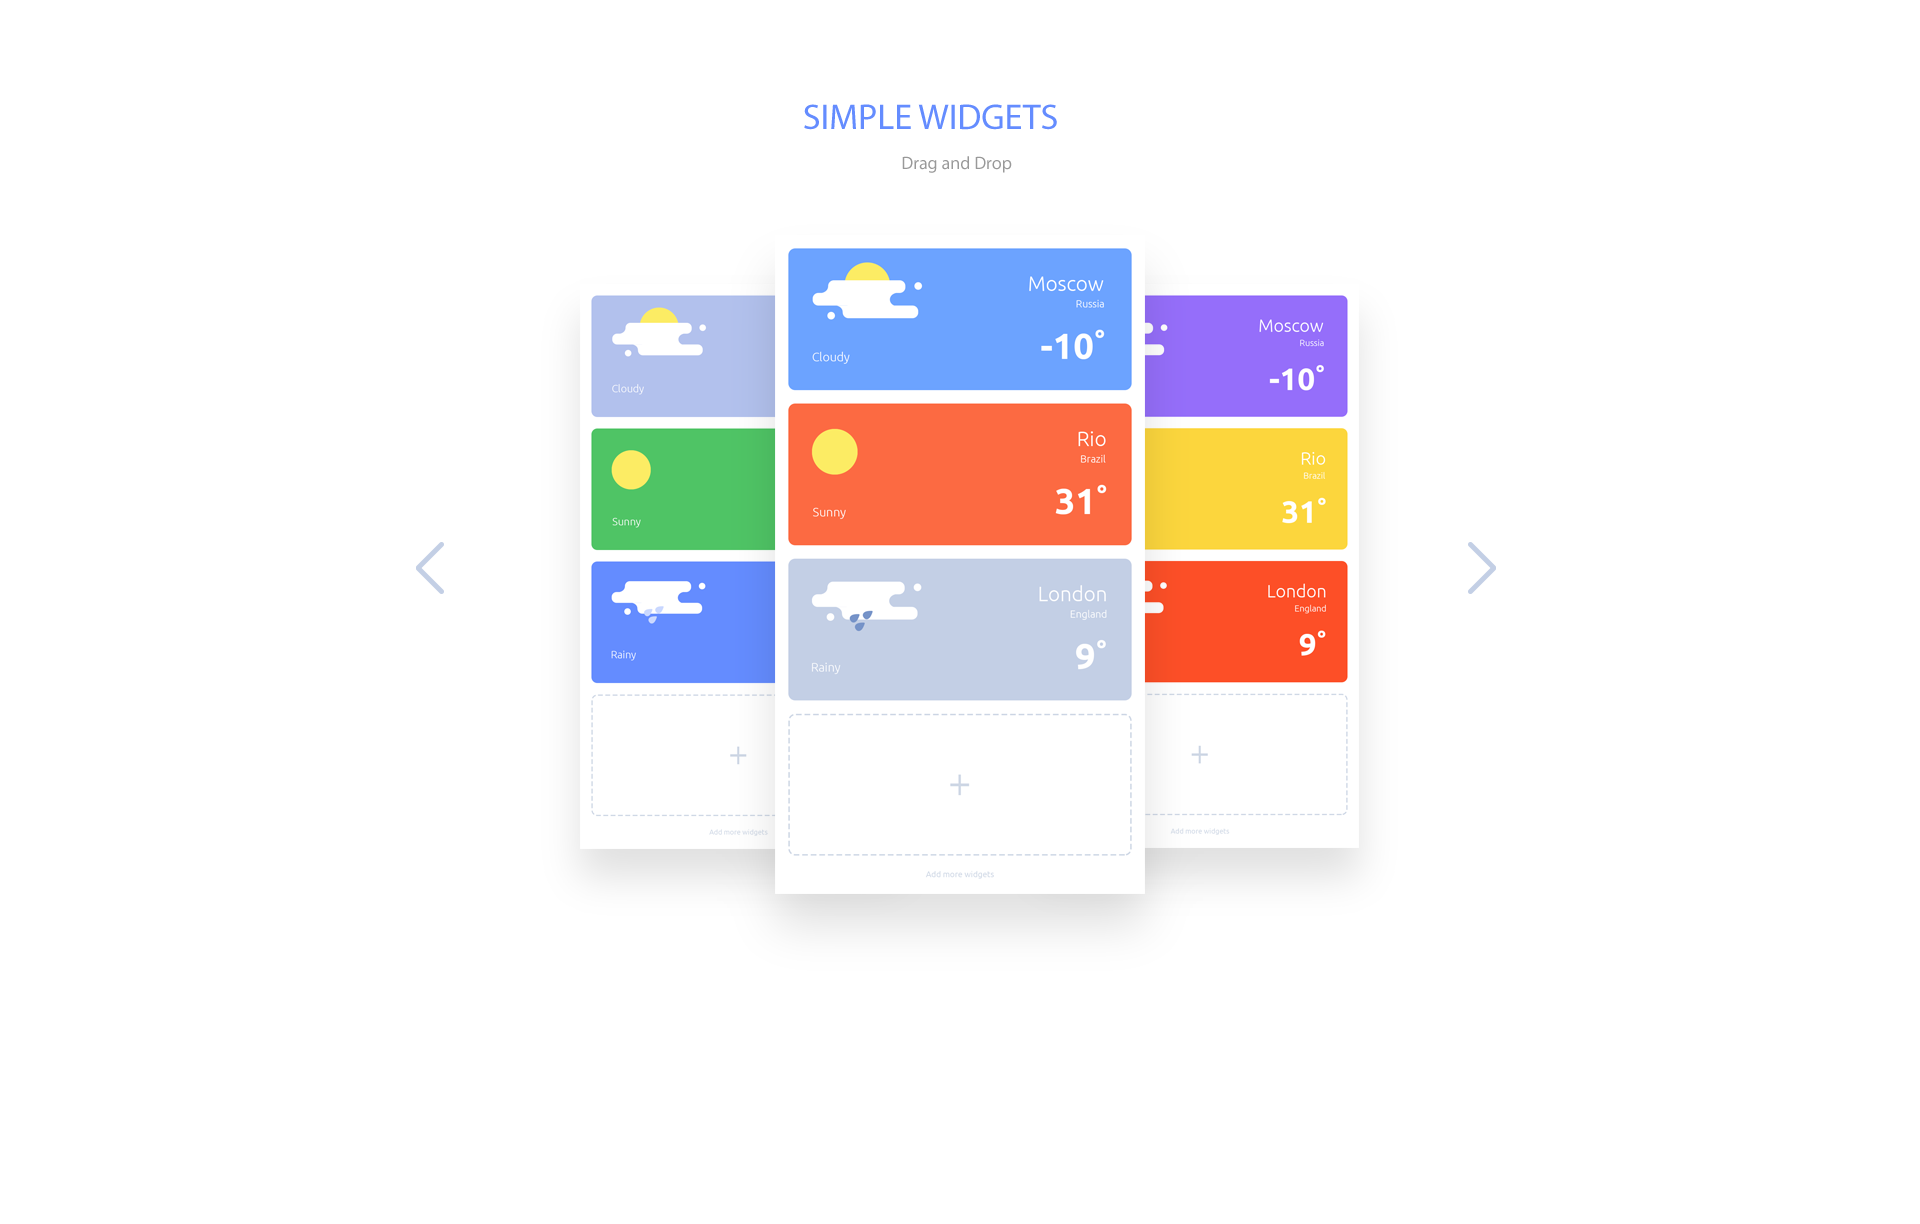 SIMPLE WIDGETS
Drag and Drop
Cloudy
Sunny
Rainy
+
Add more widgets
Moscow
Russia
-10°
Cloudy
Rio
Brazil
31°
Sunny
London
England
9°
Rainy
+
Add more widgets
Moscow
Russia
-10°
Rio
Brazil
31°
London
England
9°
+
Add more widgets